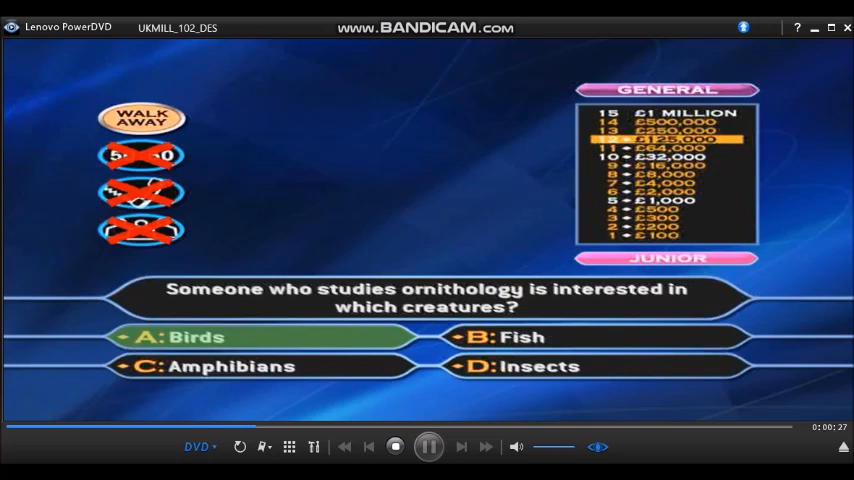 Lenovo PowerDVD
UKMILL_102_DES
www.BANDICAM.com
?
WALK
AWAY
50:50
GENERAL
15 £1 MILLION
14 £500,000
13 £250,000
12 ◆ £125,000
11 ◆ £64,000
10 ◆ £32,000
9 ◆ £16,000
8 ◆ £8,000
7 ◆ £4,000
6 ◆ £2,000
5 ◆ £1,000
4 ◆ £500
3 ◆ £300
2 ◆ £200
1 ◆ £100
JUNIOR
Someone who studies ornithology is interested in
which creatures?
A: Birds
B: Fish
C: Amphibians
D: Insects
0:00:27
DVD